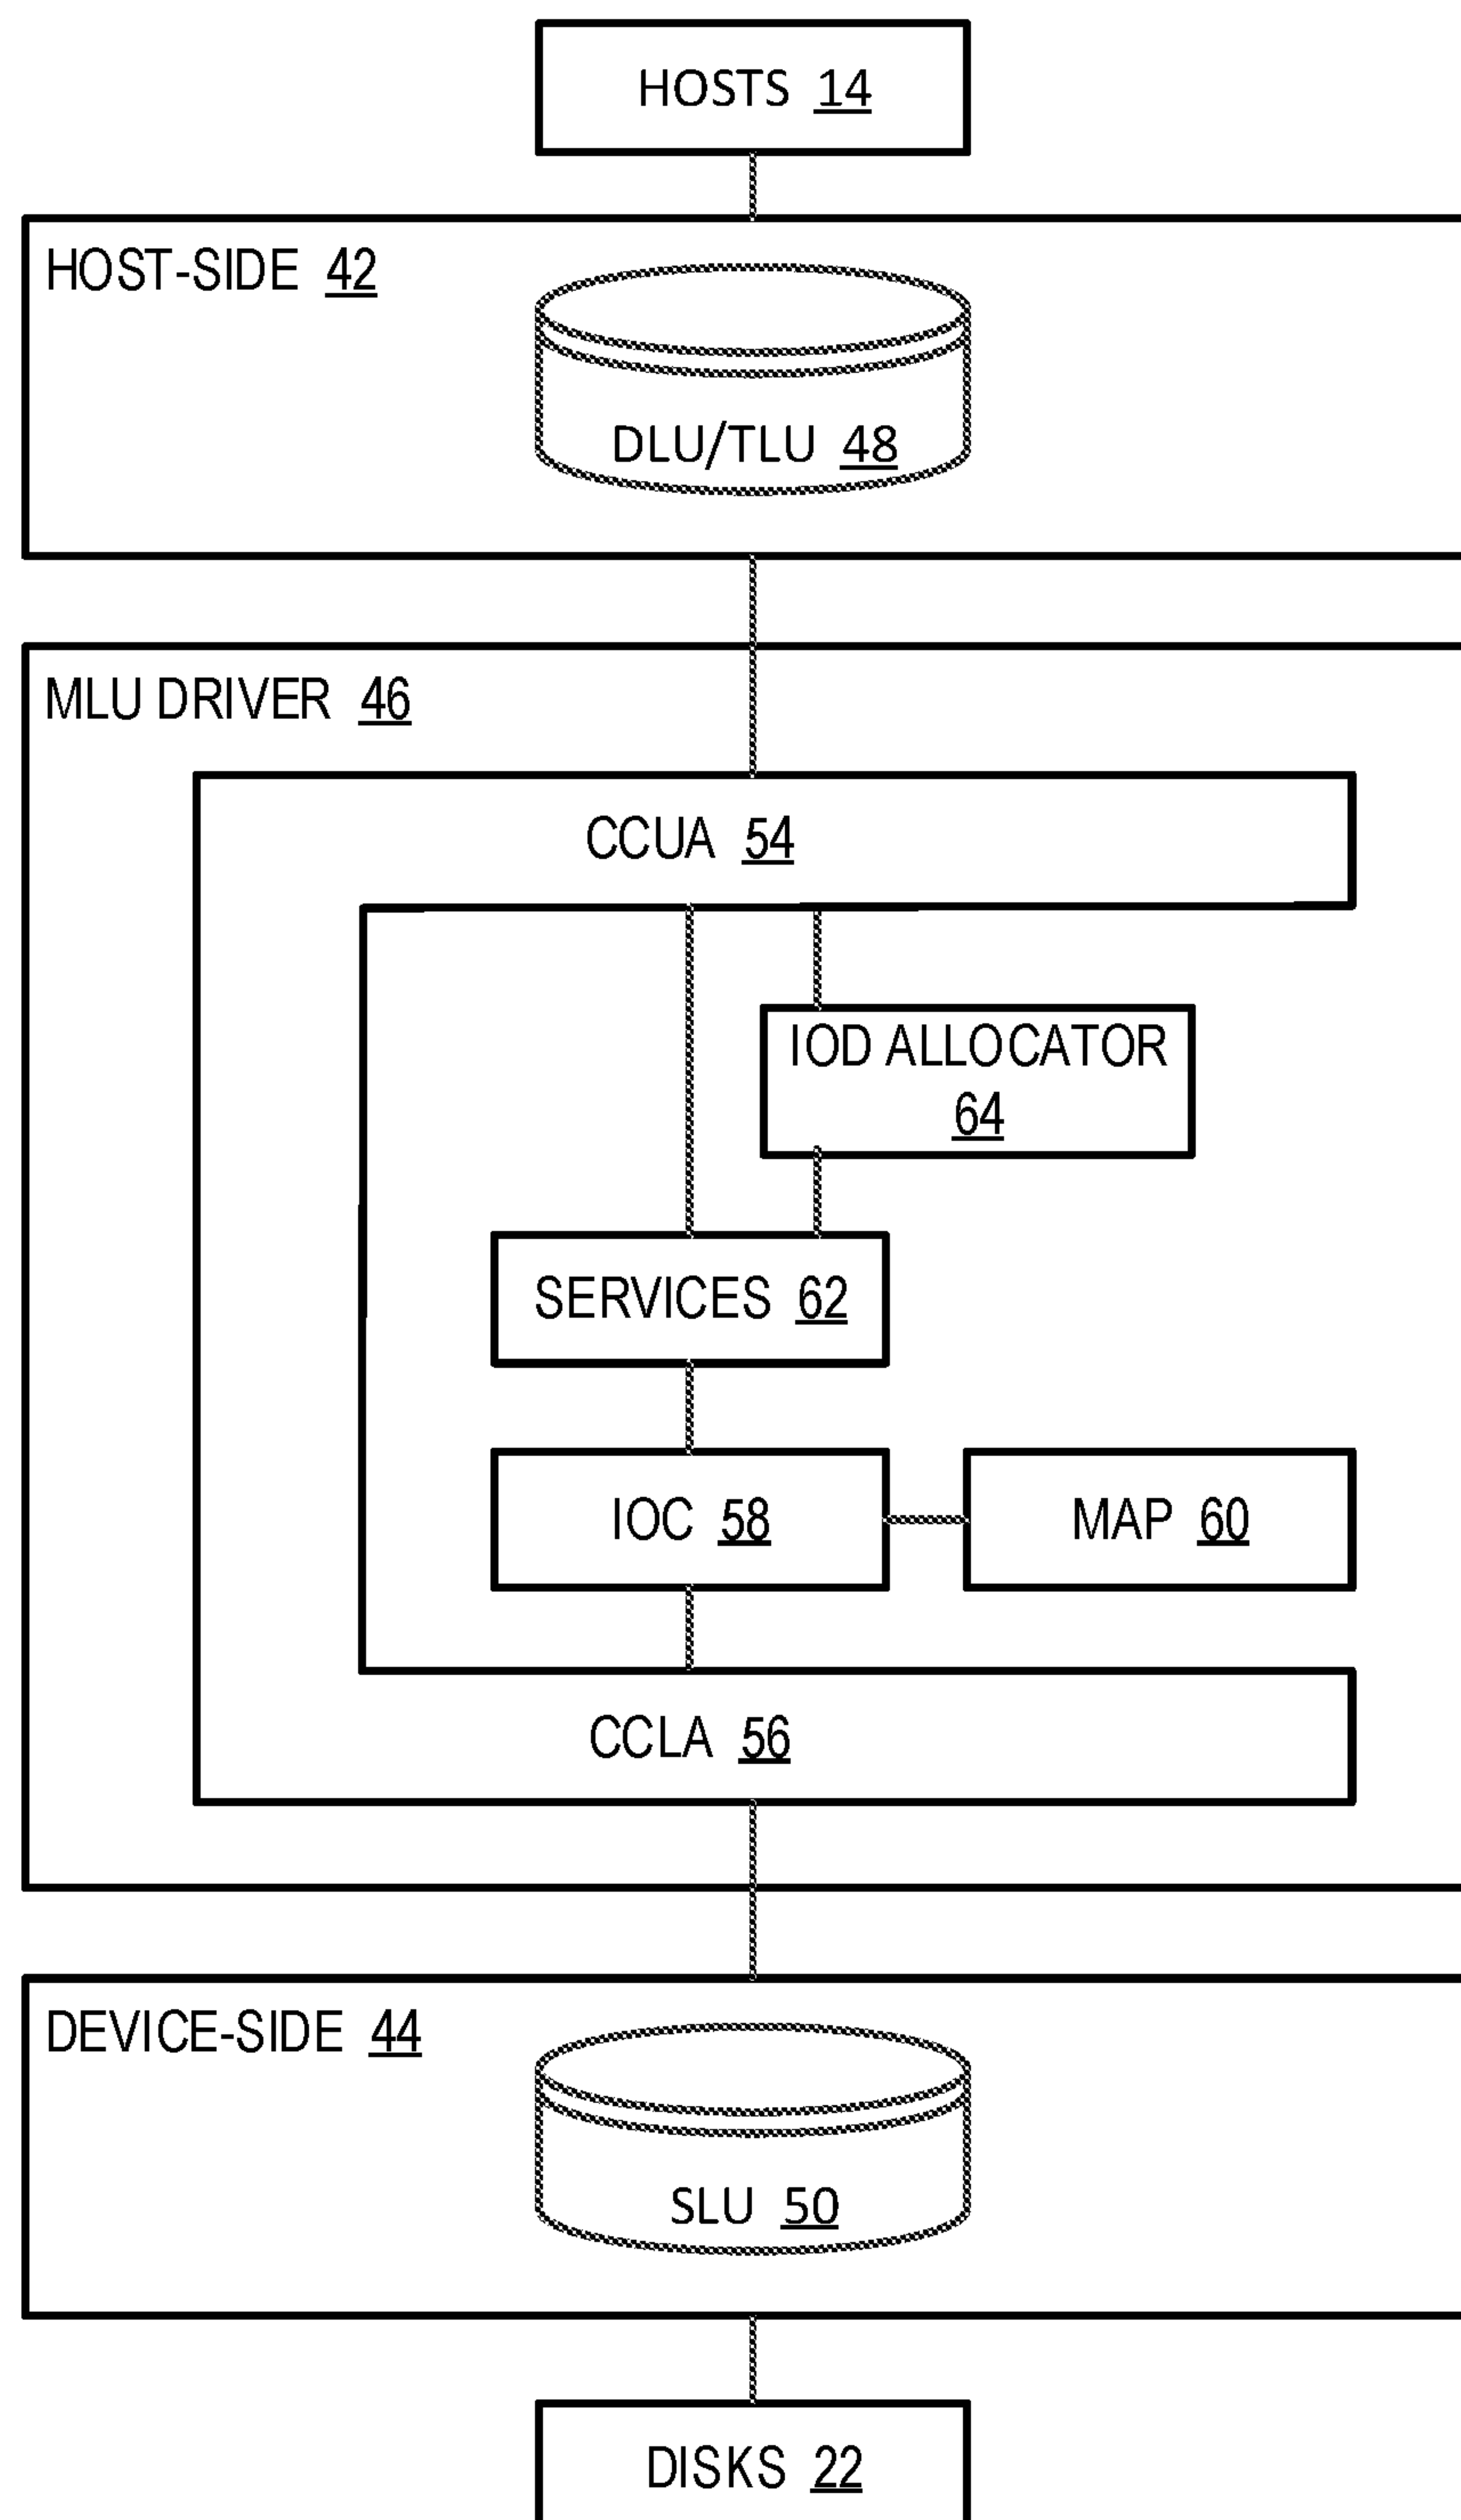 HOSTS 14
HOST-SIDE 42
DLU/TLU 48
MLU DRIVER 46
CCUA 54
IOD ALLOCATOR
64
SERVICES 62
IOC 58 MAP 60
CCLA 56
DEVICE-SIDE 44
SLU 50
DISKS 22